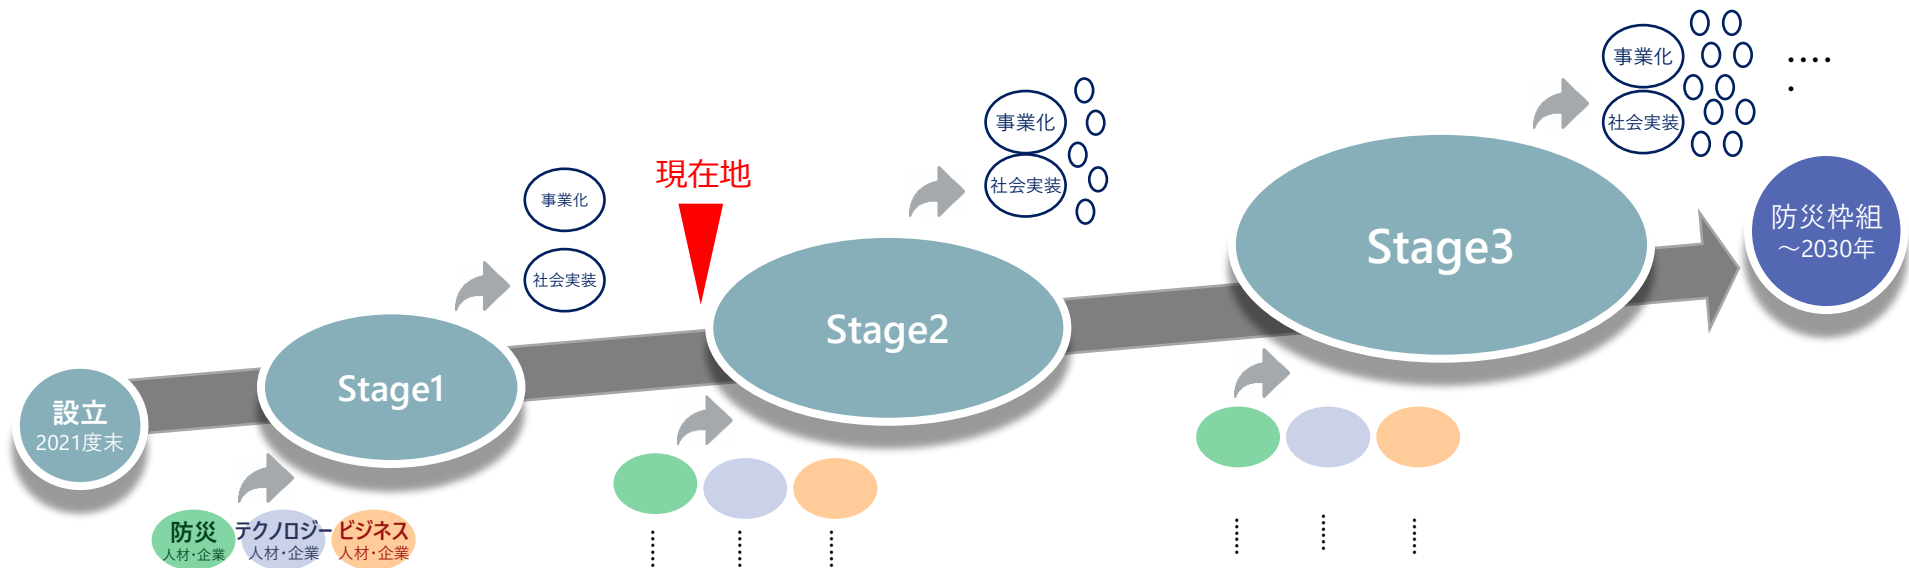 設立
2021度末
防災
人材・企業
テクノロジー
人材・企業
ビジネス
人材・企業
Stage1
事業化
社会実装
現在地
Stage2
事業化
社会実装
Stage3
事業化
社会実装
‥‥
・
防災枠組
～2030年